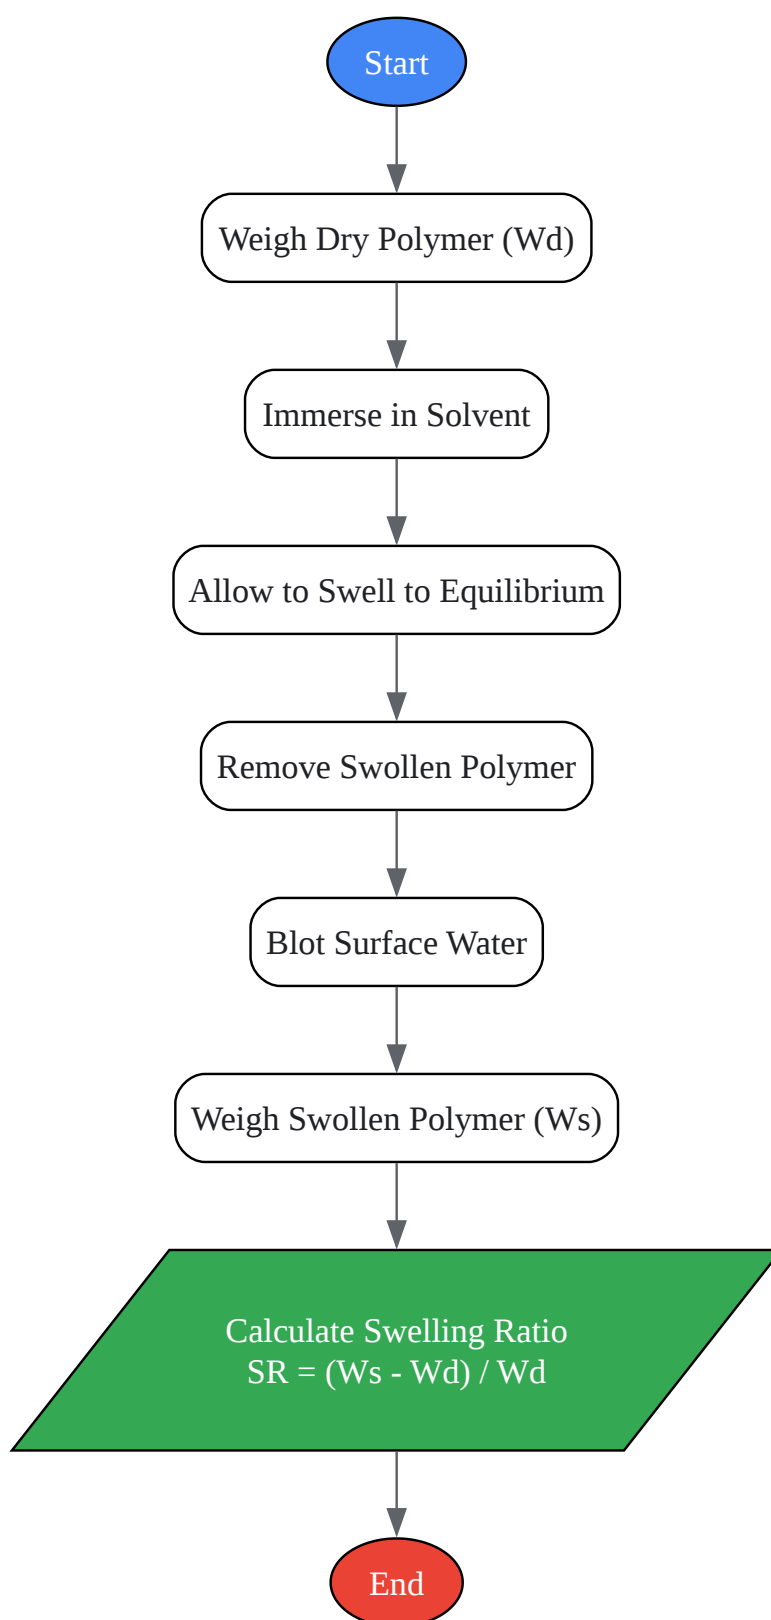 Start
Weigh Dry Polymer (Wd)
Immerse in Solvent
Allow to Swell to Equilibrium
Remove Swollen Polymer
Blot Surface Water
Weigh Swollen Polymer (Ws)
Calculate Swelling Ratio
SR = (Ws - Wd) / Wd
End